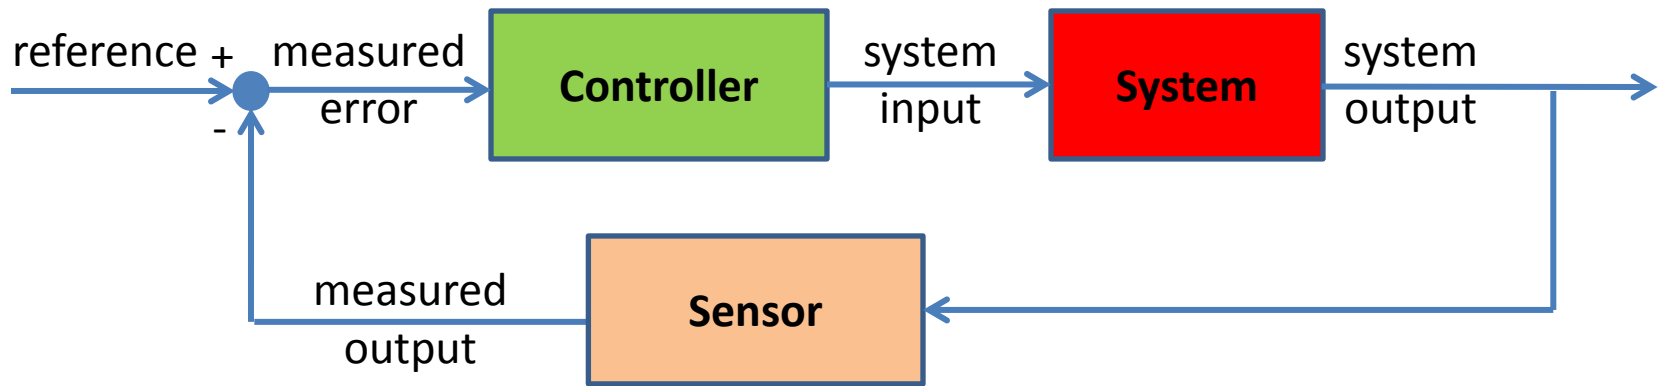 reference
+
-
measured
error
Controller
system
input
System
system
output
measured
output
Sensor